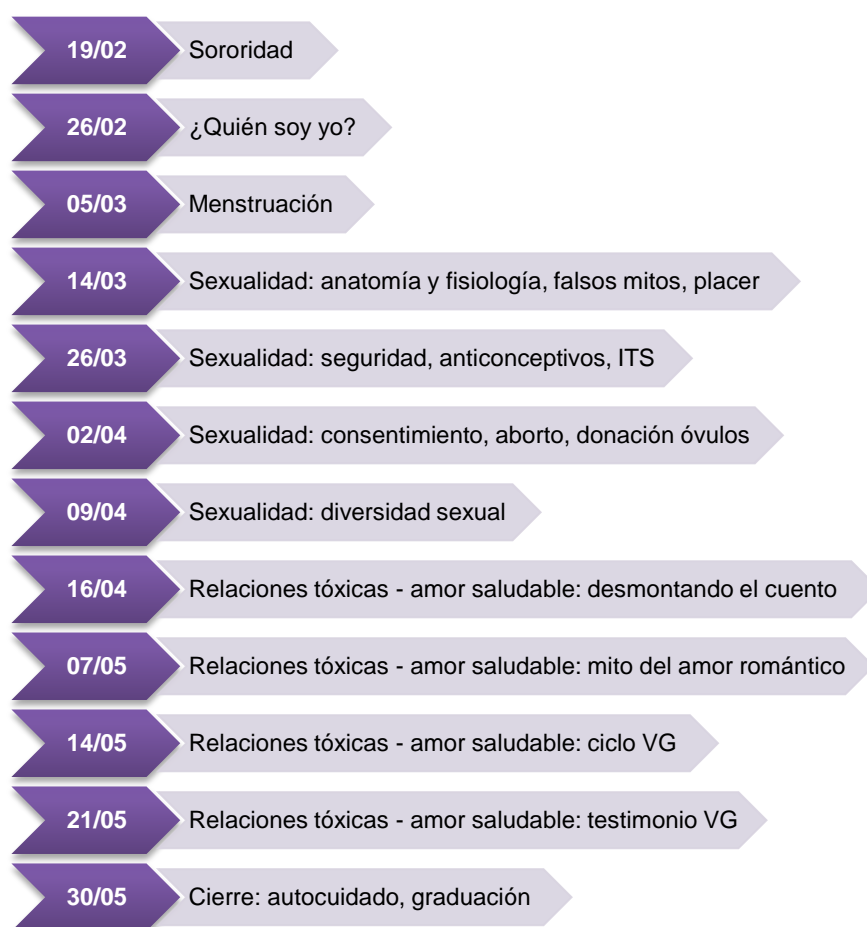 19/02 Sororidad
26/02 ¿Quién soy yo?
05/03 Menstruación
14/03 Sexualidad: anatomía y fisiología, falsos mitos, placer
26/03 Sexualidad: seguridad, anticonceptivos, ITS
02/04 Sexualidad: consentimiento, aborto, donación óvulos
09/04 Sexualidad: diversidad sexual
16/04 Relaciones tóxicas - amor saludable: desmontando el cuento
07/05 Relaciones tóxicas - amor saludable: mito del amor romántico
14/05 Relaciones tóxicas - amor saludable: ciclo VG
21/05 Relaciones tóxicas - amor saludable: testimonio VG
30/05 Cierre: autocuidado, graduación